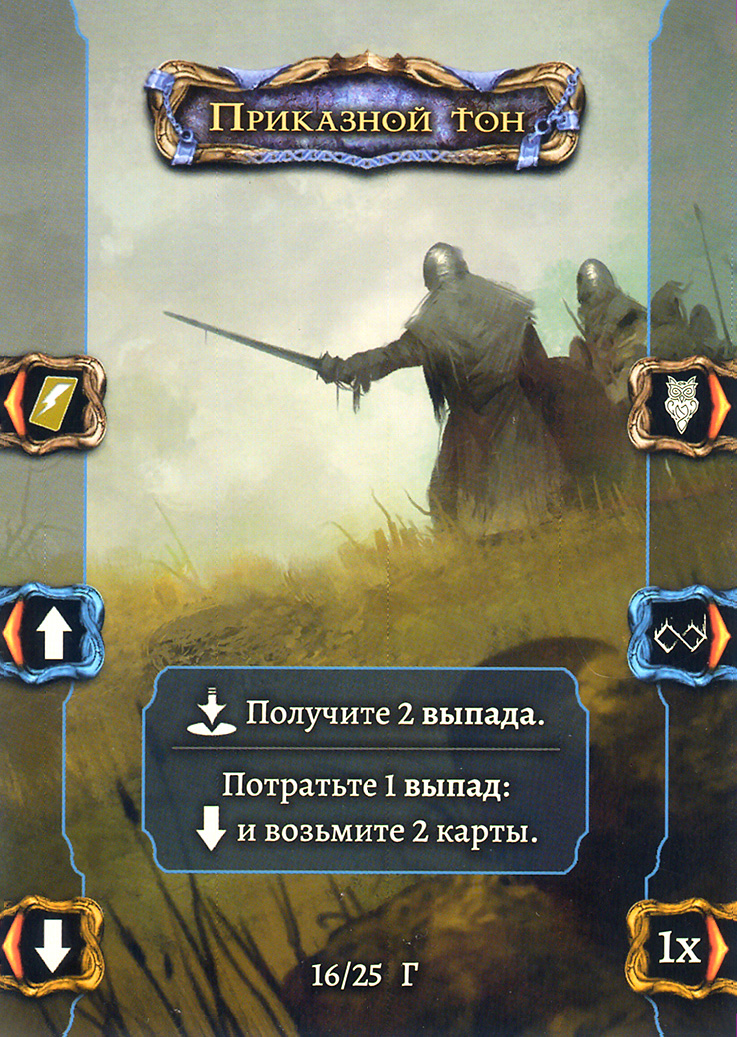 Приказной тон
Получите 2 выпада.
Потратьте 1 выпад:
и возьмите 2 карты.
1x
16/25 Г